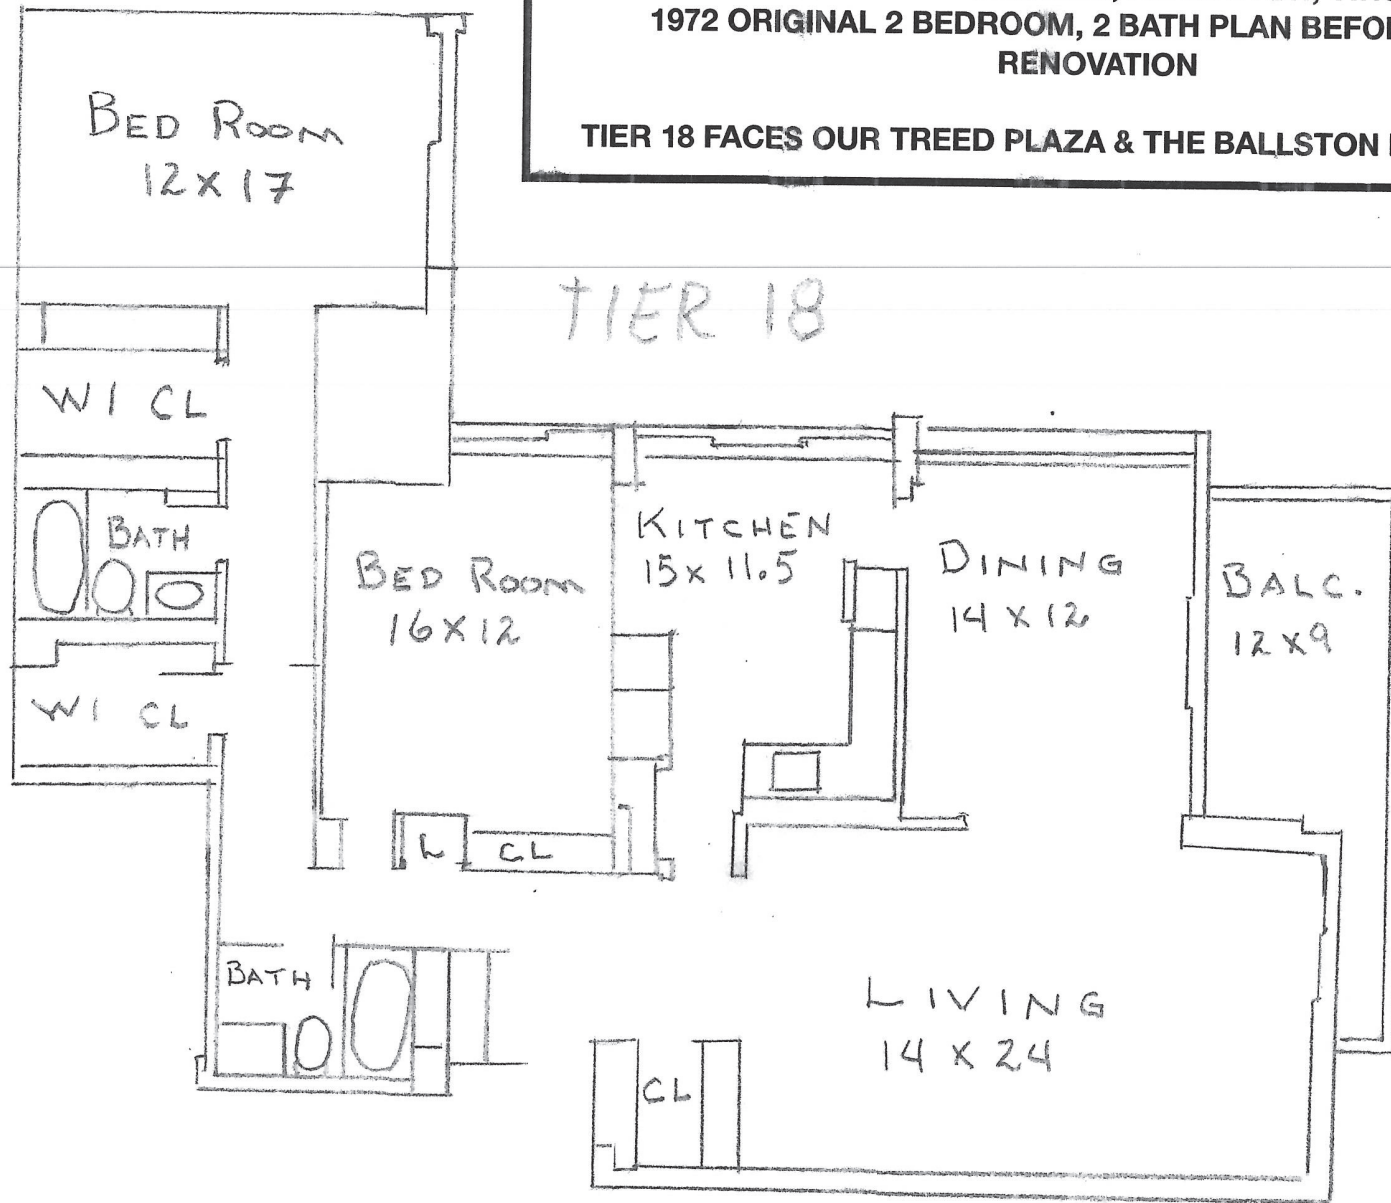 1972 ORIGINAL 2 BEDROOM, 2 BATH PLAN
RENOVATION
TIER 18 FACES OUR TREED PLAZA & THE BALLSTON
BED ROOM
12 X 17
TIER 18
WI CL
BATH
BED ROOM
16 X 12
KITCHEN
15 x 11.5
DINING
14 X 12
BALC.
12 X 9
WI CL
L
CL
BATH
LIVING
14 X 24
CL